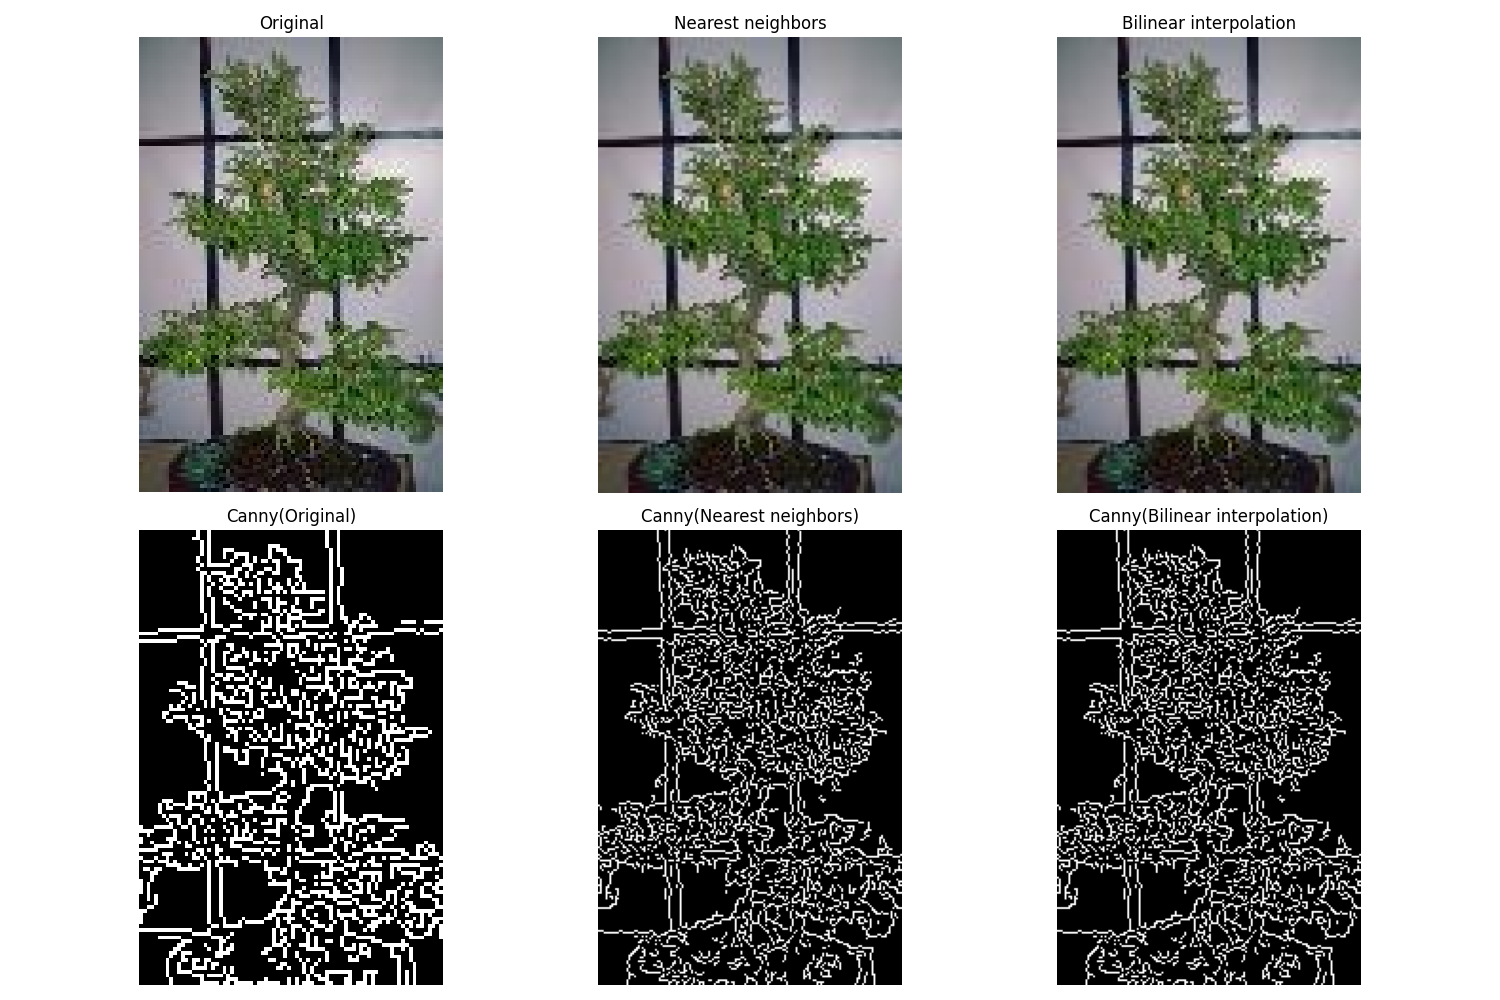 Original
Nearest neighbors
Bilinear interpolation
Canny(Original)
Canny(Nearest neighbors)
Canny(Bilinear interpolation)